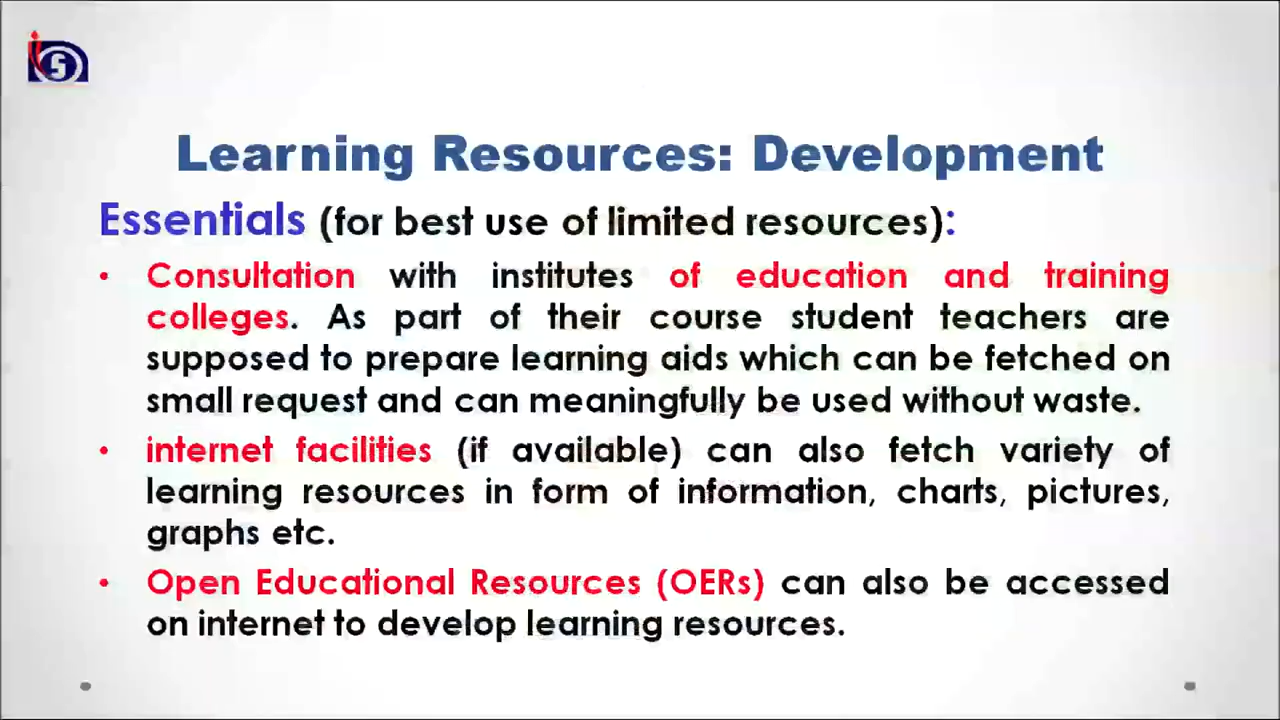 Learning Resources: Development
Essentials (for best use of limited resources):
• Consultation with institutes of education and training
colleges. As part of their course student teachers are
supposed to prepare learning aids which can be fetched on
small request and can meaningfully be used without waste.
• internet facilities (if available) can also fetch variety of
learning resources in form of information, charts, pictures,
graphs etc.
• Open Educational Resources (OERs) can also be accessed
on internet to develop learning resources.